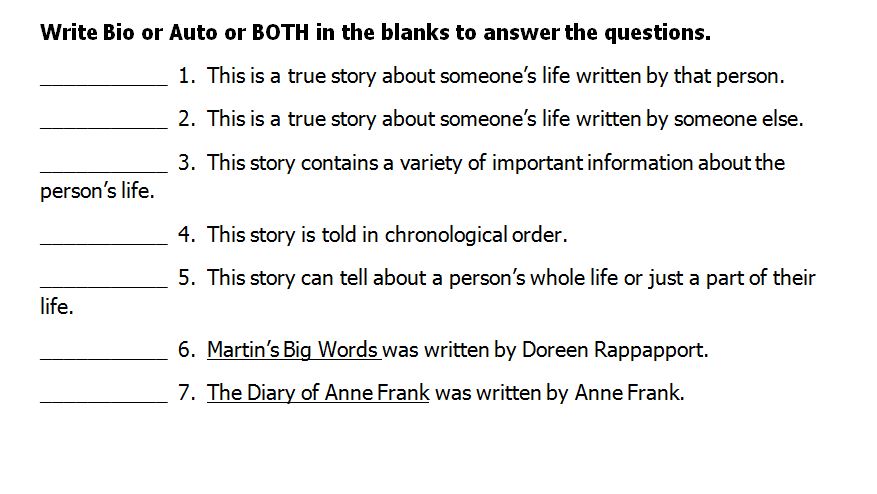 Write Bio or Auto or BOTH in the blanks to answer the questions.
___________ 1. This is a true story about someone’s life written by that person.
___________ 2. This is a true story about someone’s life written by someone else.
___________ 3. This story contains a variety of important information about the
person’s life.
___________ 4. This story is told in chronological order.
___________ 5. This story can tell about a person’s whole life or just a part of their
life.
___________ 6. Martin’s Big Words was written by Doreen Rappapport.
___________ 7. The Diary of Anne Frank was written by Anne Frank.